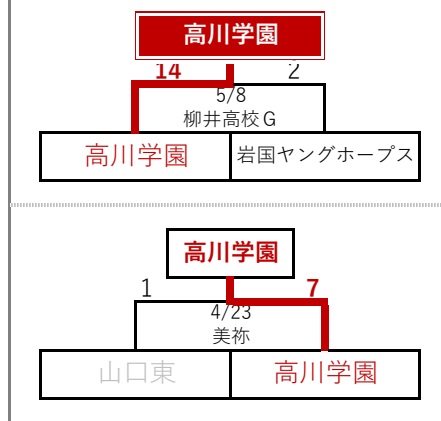 高川学園
14 2
5/8
柳井高校G
高川学園 岩国ヤングホープス
高川学園
1 7
4/23
美祢
山口東 高川学園